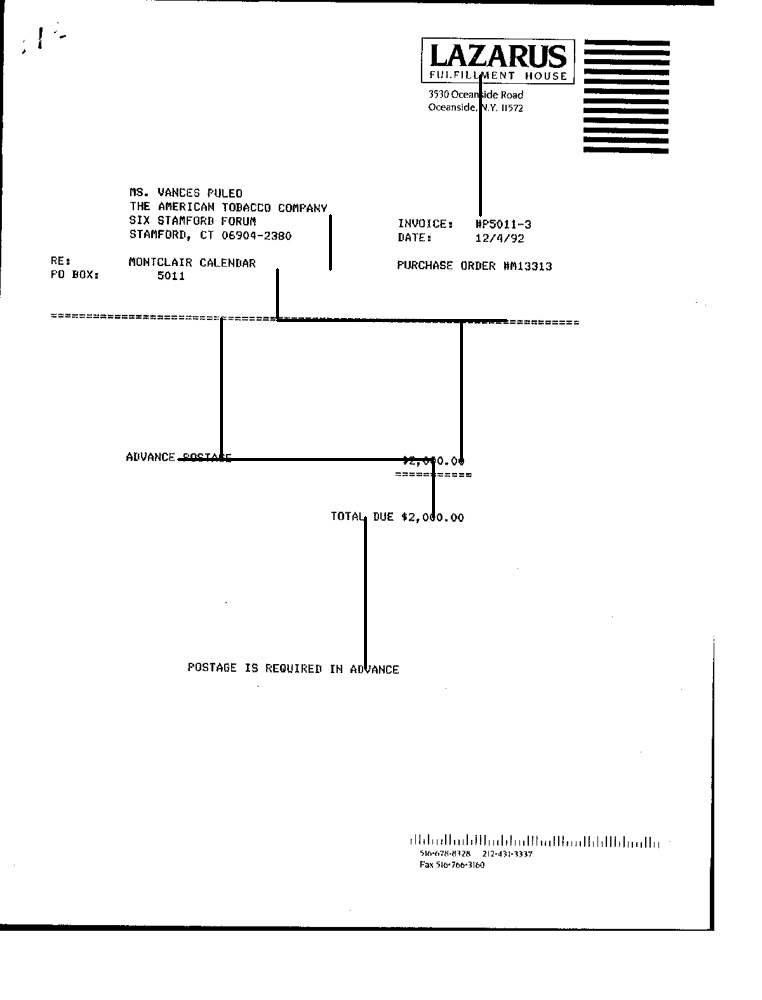 LAZARUS
FULFILLMENT HOUSE
3530 Oceanside Road
Oceanside, N.Y. 11572
MS. VANCES PULEO
THE AMERICAN TOBACCO COMPANY
SIX STAMFORD FORUM
STAMFORD, CT 06904-2380
INVOICE: #P5011-3
DATE: 12/4/92
RE: MONTCLAIR CALENDAR
PO BOX: 5011
PURCHASE ORDER #M13313
ADVANCE POSTAGE $2,000.00
TOTAL DUE $2,000.00
POSTAGE IS REQUIRED IN ADVANCE
516-678-8328 212-431-3337
Fax 516-766-3160